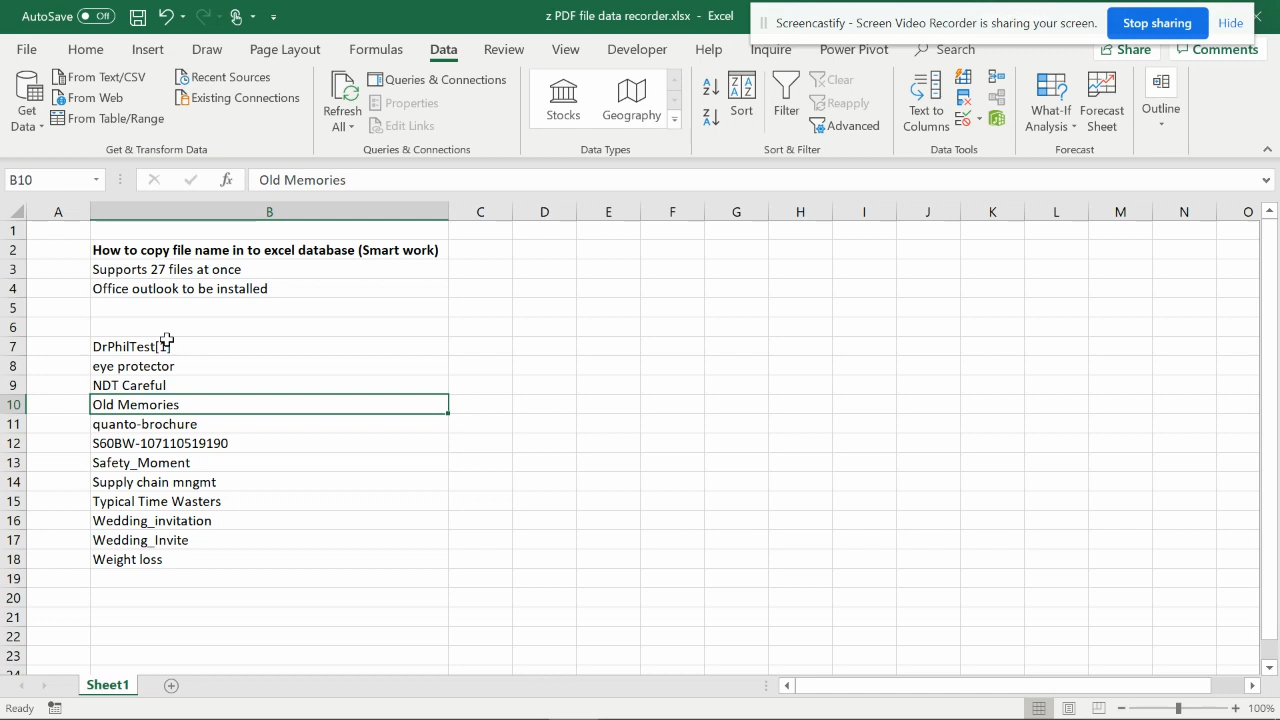 AutoSave Off z PDF file data recorder.xlsx - Excel Screencastify - Screen Video Recorder is sharing your screen. Stop sharing Hide
File Home Insert Draw Page Layout Formulas Data Review View Developer Help Inquire Power Pivot Search Share Comments
From Text/CSV Recent Sources Queries & Connections Clear
From Web Existing Connections Properties Reapply
From Table/Range Edit Links Advanced
Get Data Refresh All Stocks Geography Sort Filter Text to Columns What-If Analysis Forecast Sheet Outline
Get & Transform Data Queries & Connections Data Types Sort & Filter Data Tools Forecast
B10 fx Old Memories
A B C D E F G H I J K L M N O
1
2 How to copy file name in to excel database (Smart work)
3 Supports 27 files at once
4 Office outlook to be installed
5
6
7 DrPhilTest[1]
8 eye protector
9 NDT Careful
10 Old Memories
11 quanto-brochure
12 S60BW-107110519190
13 Safety_Moment
14 Supply chain mngmt
15 Typical Time Wasters
16 Wedding_invitation
17 Wedding_Invite
18 Weight loss
19
20
21
22
23
24
Sheet1
Ready 100%